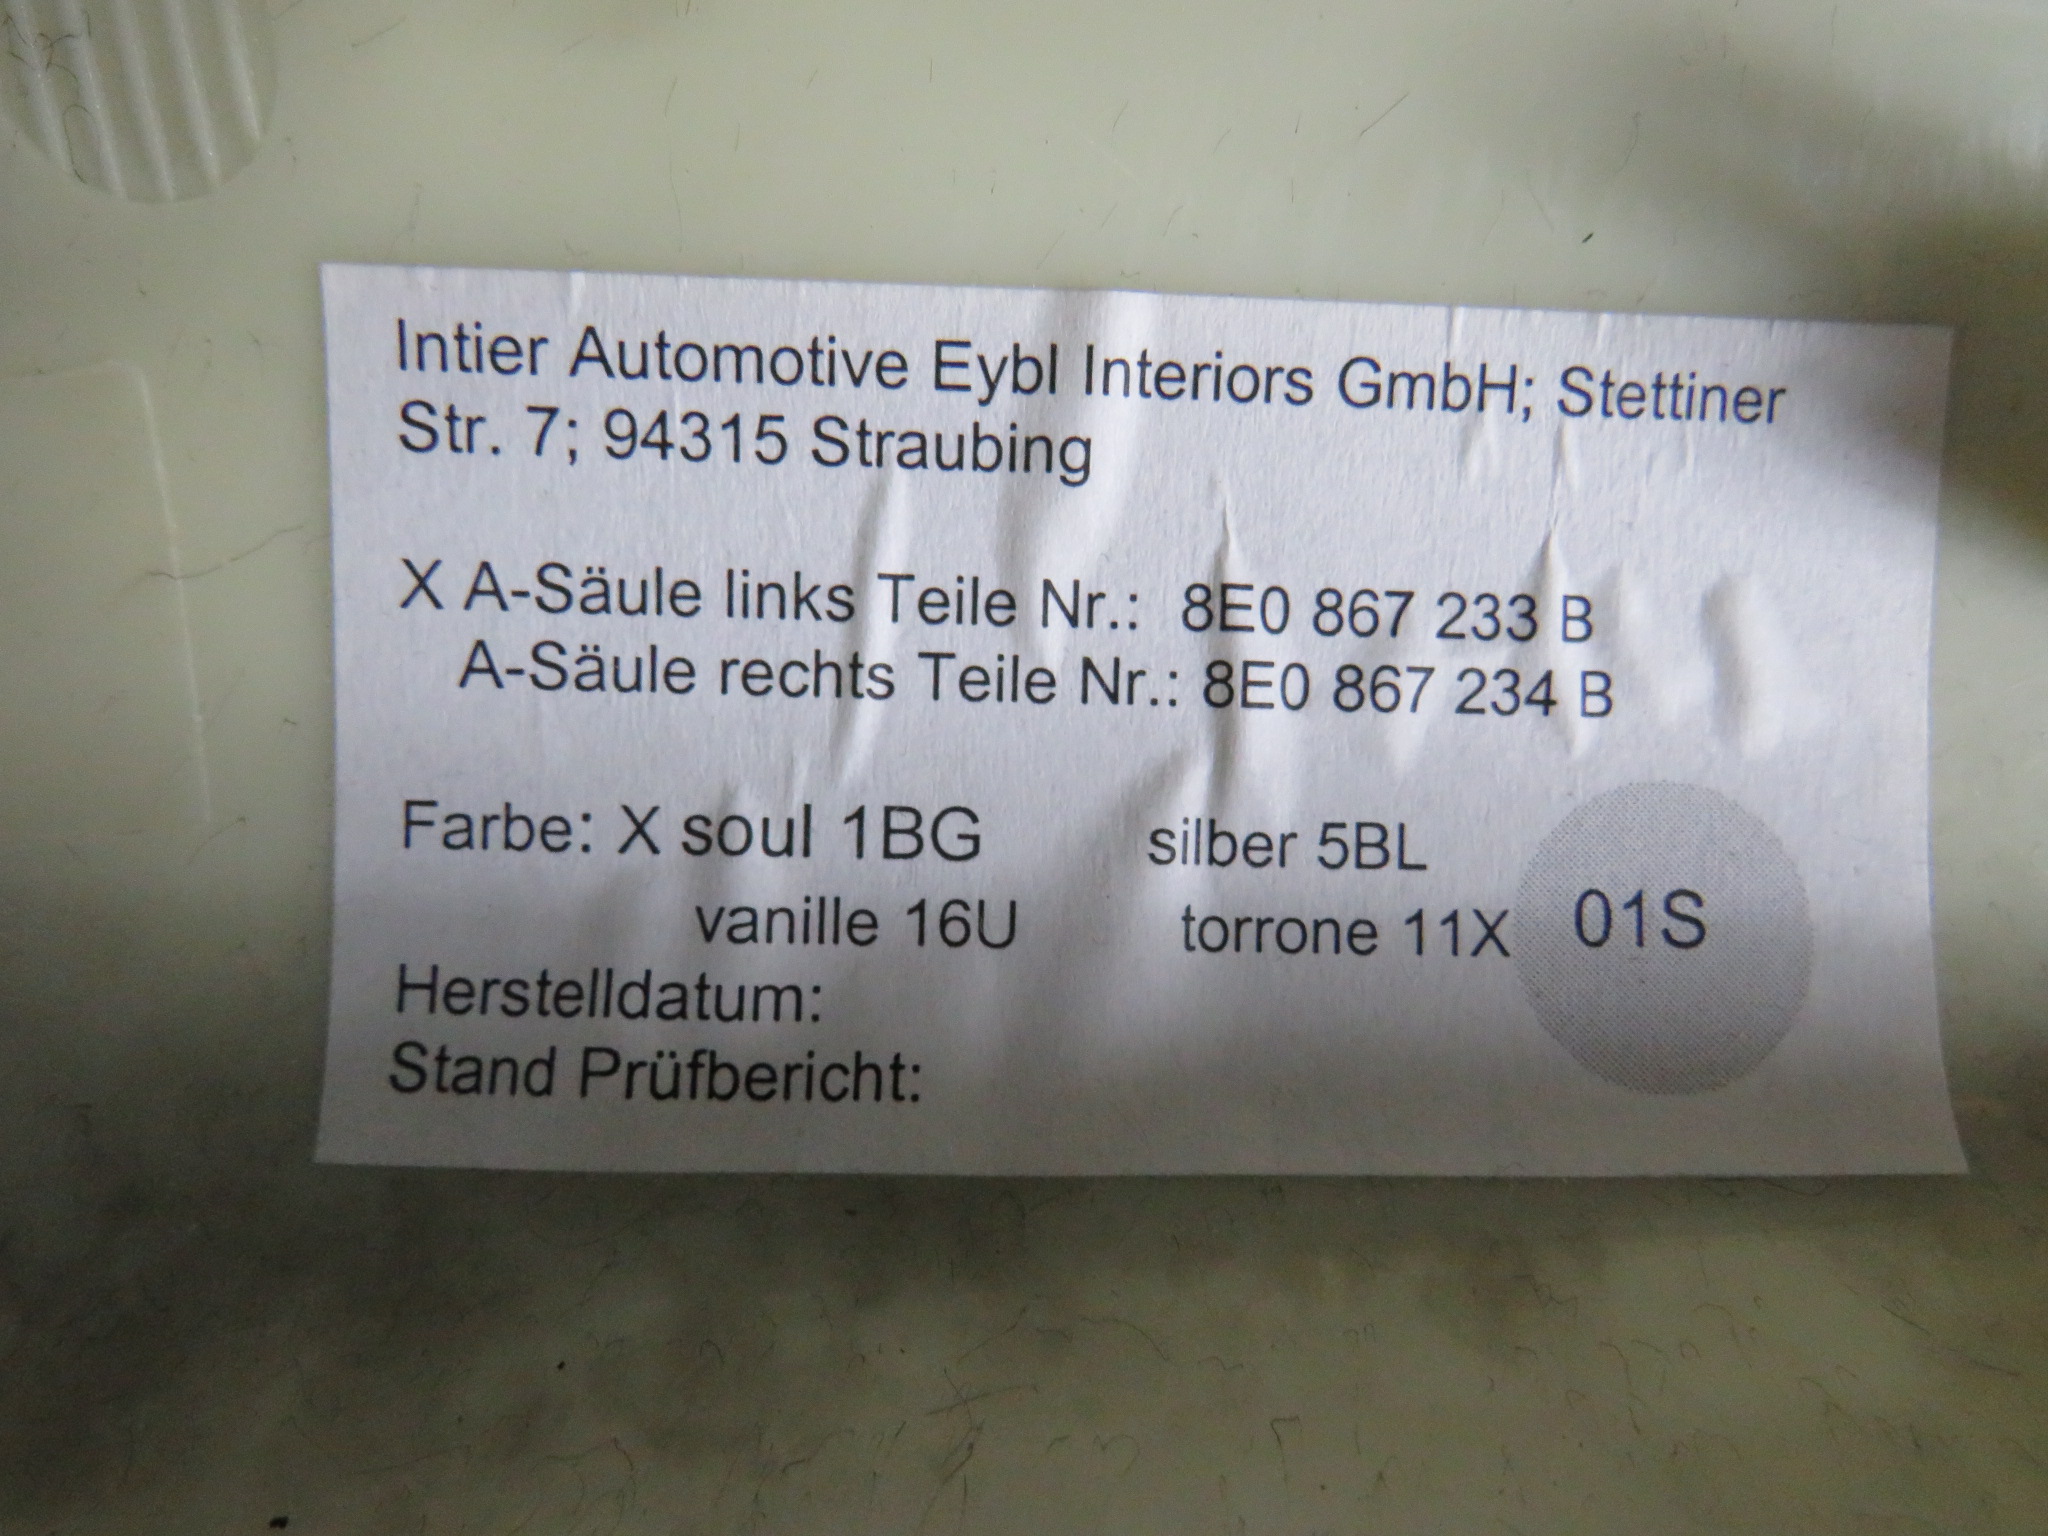 Intier Automotive Eybl Interiors GmbH; Stettiner
Str. 7; 94315 Straubing
X A-Säule links Teile Nr.: 8E0 867 233 B
A-Säule rechts Teile Nr.: 8E0 867 234 B
Farbe: X soul 1BG silber 5BL
vanille 16U torrone 11X 01S
Herstelldatum:
Stand Prüfbericht: